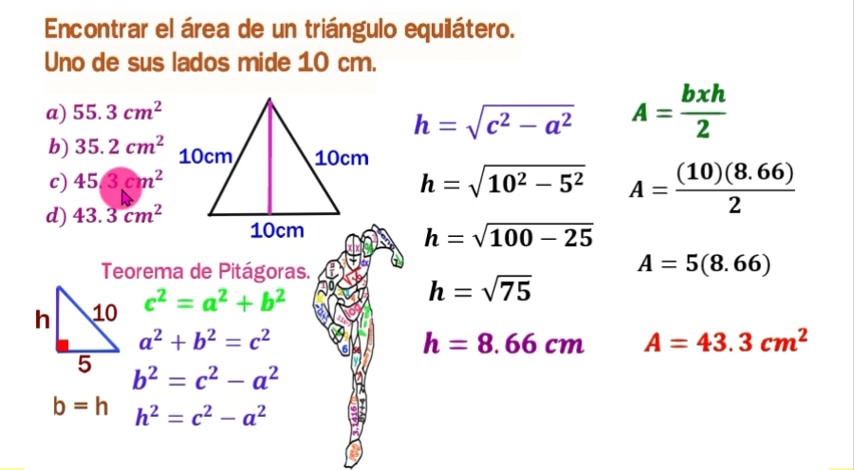 Encontrar el área de un triángulo equilátero.
Uno de sus lados mide 10 cm.
a) 55.3 cm²
b) 35.2 cm²
c) 45.3 cm²
d) 43.3 cm²
10cm
10cm
10cm
Teorema de Pitágoras.
h
10
5
b = h
c² = a² + b²
a² + b² = c²
b² = c² − a²
h² = c² − a²
h = √(c² − a²)
h = √(10² − 5²)
h = √(100 − 25)
h = √75
h = 8.66 cm
A = bxh / 2
A = (10)(8.66) / 2
A = 5(8.66)
A = 43.3 cm²